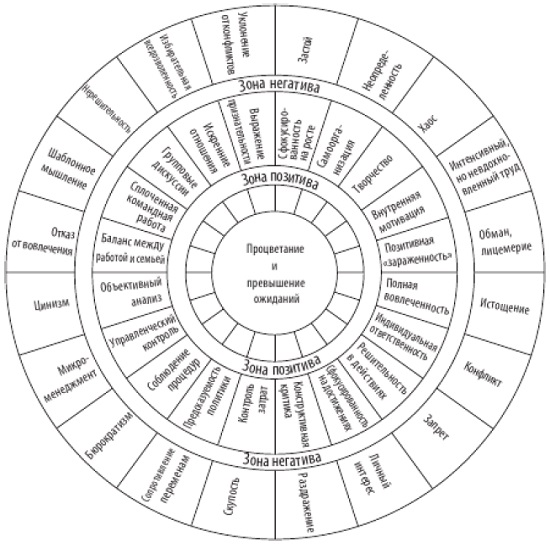 Уклонение
от конфликтов
Застой
Неопреде-
ленность
Хаос
Интенсивный,
но невдохно-
вленный труд
Обман,
лицемерие
Истощение
Конфликт
Запрет
Личный
интерес
Раздражение
Скупость
Сопротивление
переменам
Бюрократизм
Микро-
менеджмент
Цинизм
Отказ
от вовлечения
Шаблонное
мышление
Нерешительность
Избирательная
вседозволенность
Зона негатива
Выражение
признательности
Сфокусиро-
ванность
на росте
Самоорга-
низация
Творчество
Внутренняя
мотивация
Позитивная
«зараженность»
Полная
вовлеченность
Индивидуальная
ответственность
Решительность
в действиях
Сфокусированность
на достижениях
Конструктивная
критика
Контроль
затрат
Предсказуемость
политики
Соблюдение
процедур
Управленческий
контроль
Объективный
анализ
Баланс между
работой и семьей
Сплоченная
командная
работа
Групповые
дискуссии
Искренние
отношения
Зона позитива
Процветание
и
превышение
ожиданий
Зона позитива
Зона негатива